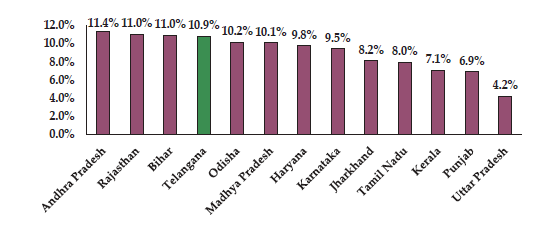 12.0%
10.0%
8.0%
6.0%
4.0%
2.0%
0.0%
11.4% 11.0% 11.0% 10.9% 10.2% 10.1% 9.8% 9.5% 8.2% 8.0% 7.1% 6.9% 4.2%
Andhra Pradesh
Rajasthan
Bihar
Telangana
Odisha
Madhya Pradesh
Haryana
Karnataka
Jharkhand
Tamil Nadu
Kerala
Punjab
Uttar Pradesh